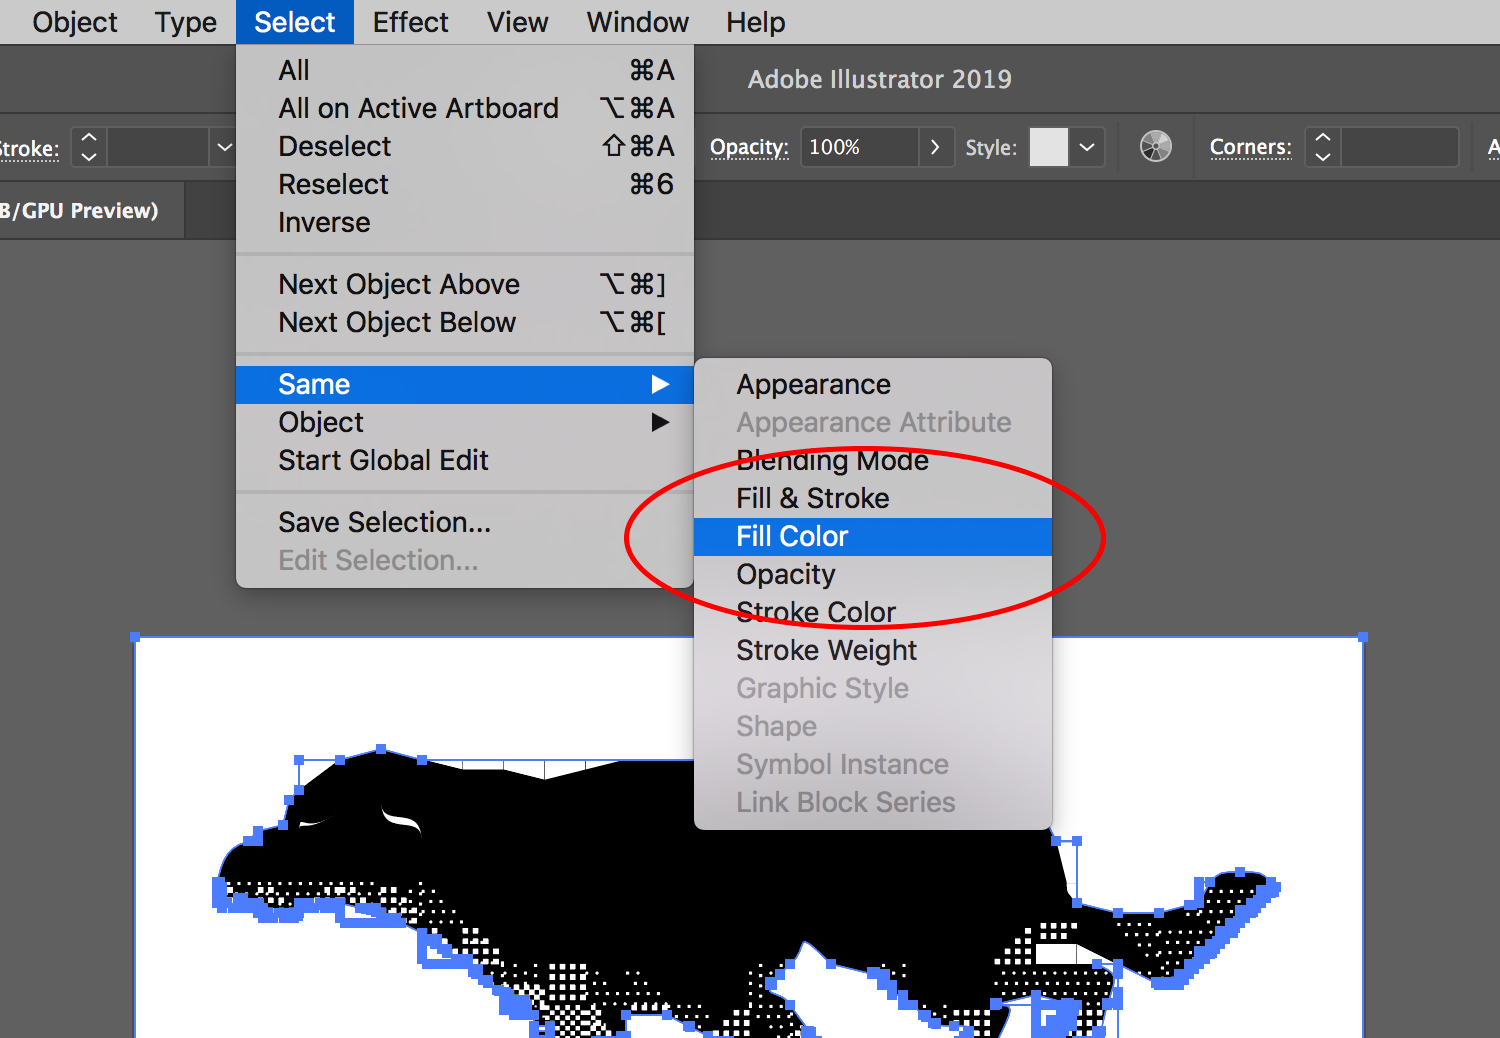 Object Type Select Effect View Window Help
Adobe Illustrator 2019
Stroke: Opacity: 100% Style: Corners:
B/GPU Preview)
All ⌘A
All on Active Artboard ⌥⌘A
Deselect ⇧⌘A
Reselect ⌘6
Inverse
Next Object Above ⌥⌘]
Next Object Below ⌥⌘[
Same
Object
Start Global Edit
Save Selection...
Edit Selection...
Appearance
Appearance Attribute
Blending Mode
Fill & Stroke
Fill Color
Opacity
Stroke Color
Stroke Weight
Graphic Style
Shape
Symbol Instance
Link Block Series